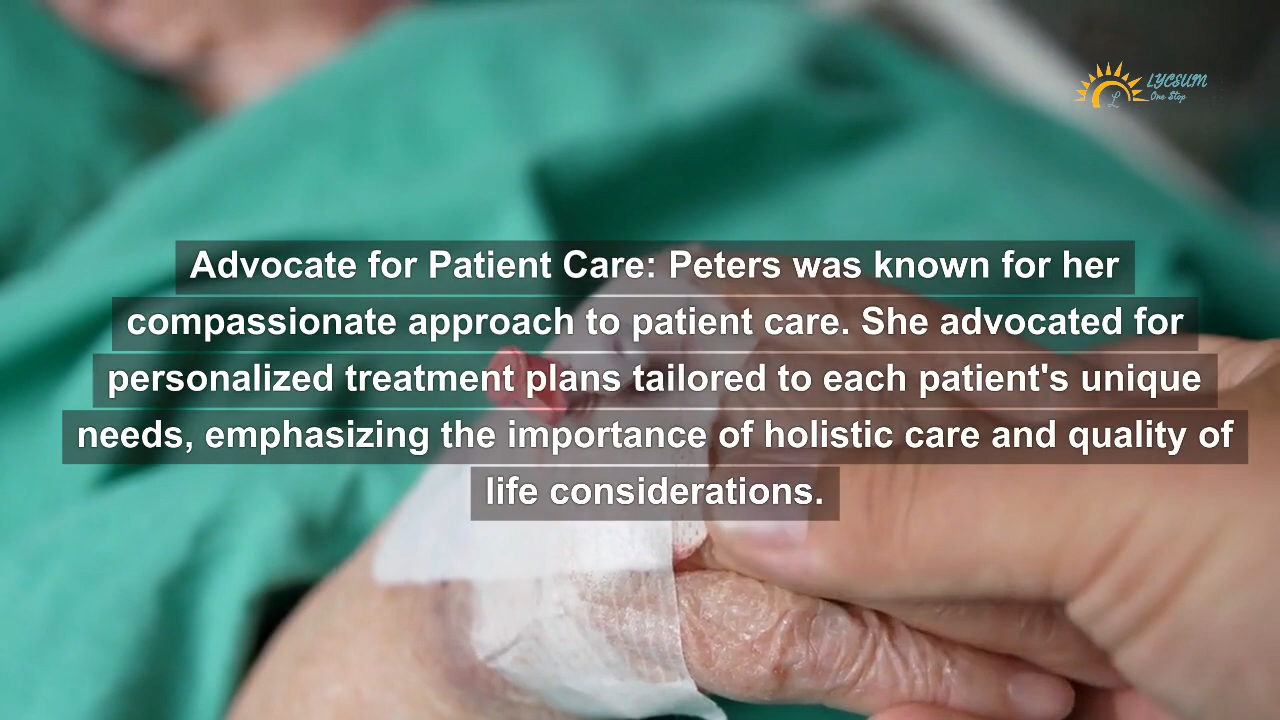 LYCSUM
One Stop
L
Advocate for Patient Care: Peters was known for her
compassionate approach to patient care. She advocated for
personalized treatment plans tailored to each patient's unique
needs, emphasizing the importance of holistic care and quality of
life considerations.